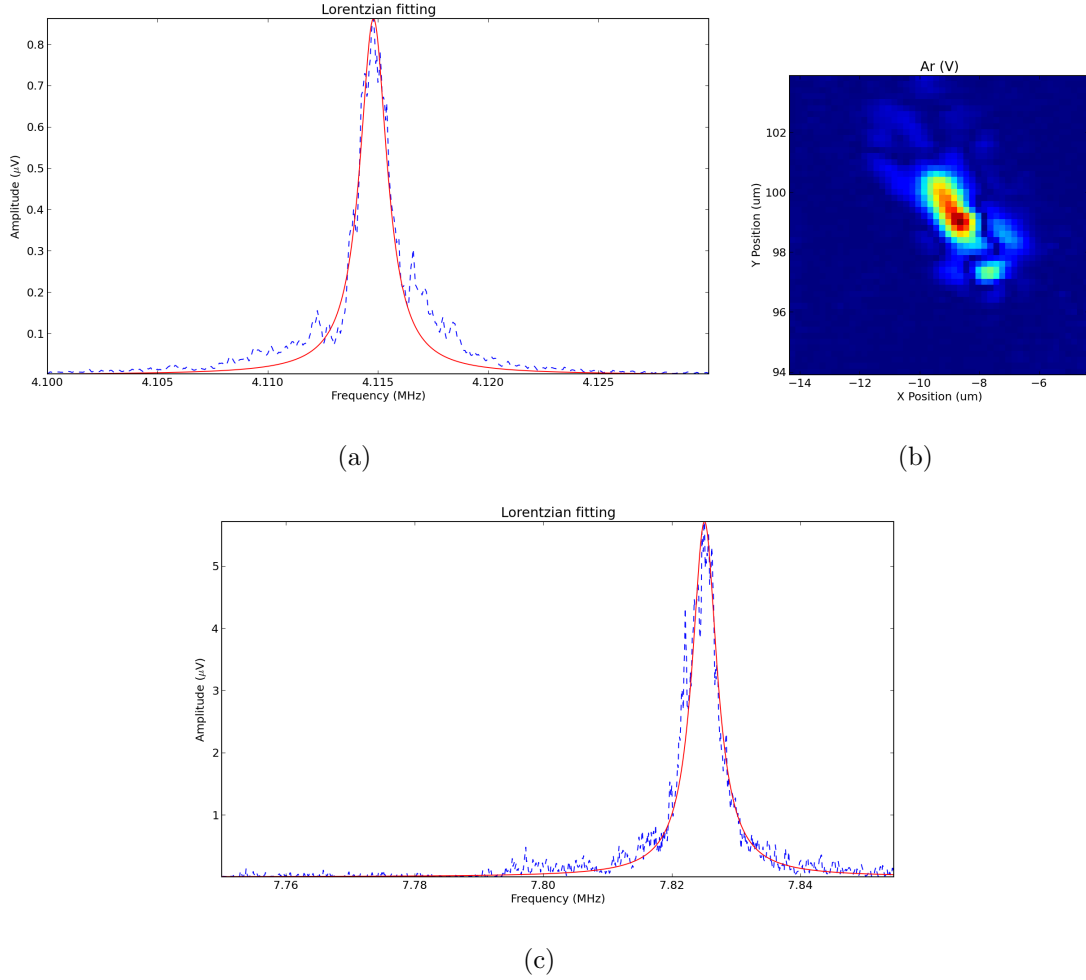 Lorentzian fitting
Amplitude (μV)
0.8
0.7
0.6
0.5
0.4
0.3
0.2
0.1
4.100 4.105 4.110 4.115 4.120 4.125
Frequency (MHz)
(a)
Ar (V)
Y Position (um)
102
100
98
96
94
−14 −12 −10 −8 −6
X Position (um)
(b)
Lorentzian fitting
Amplitude (μV)
5
4
3
2
1
7.76 7.78 7.80 7.82 7.84
Frequency (MHz)
(c)